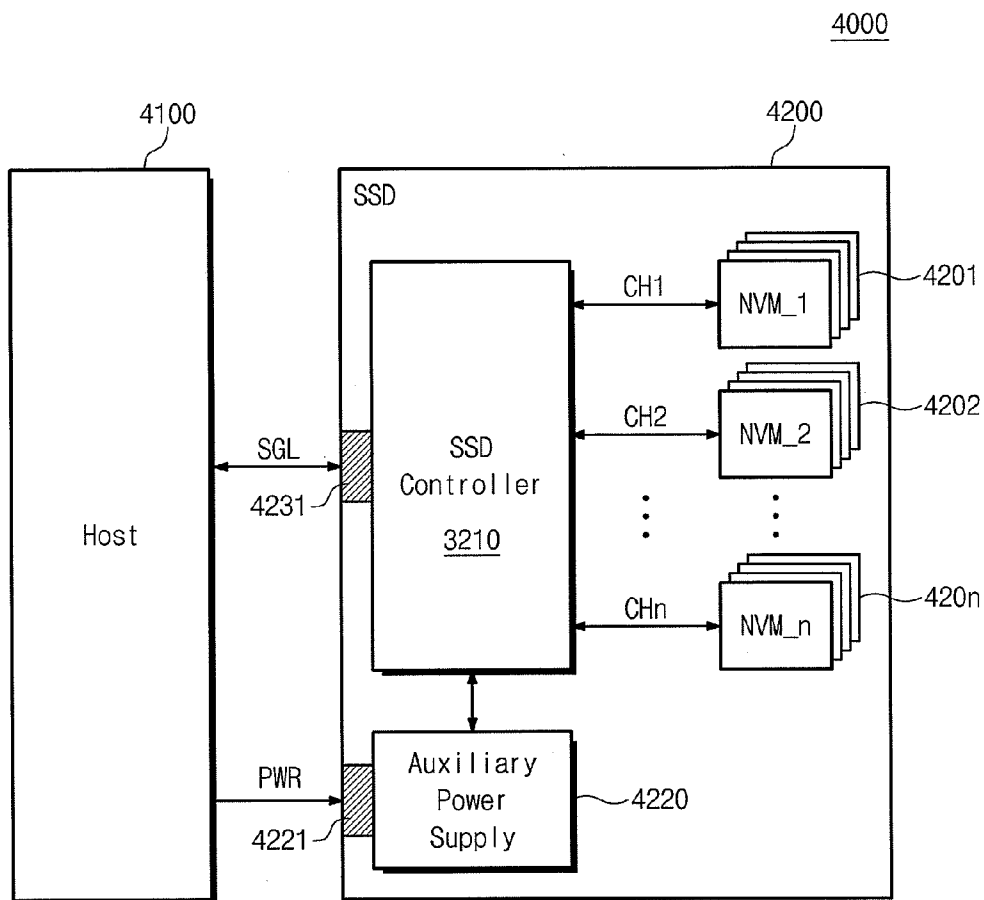 4000
4100
4200
SSD
4201
CH1
NVM_1
4202
CH2
NVM_2
SGL
SSD
Controller
4231
3210
Host
CHn
NVM_n
420n
Auxiliary
PWR
Power
4220
Supply
4221